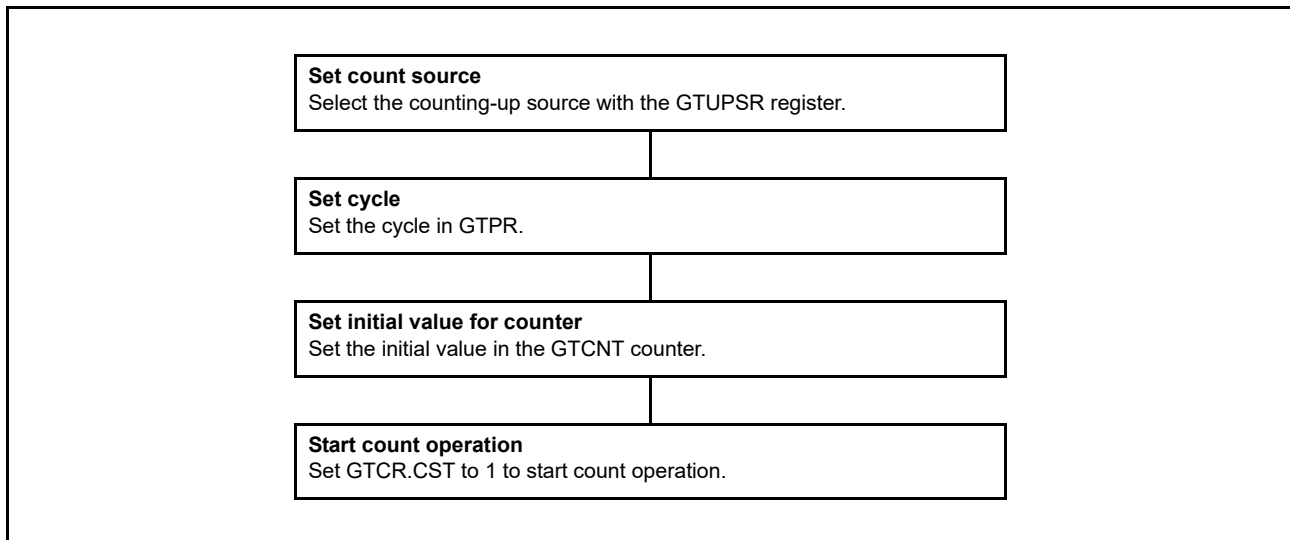 Set count source
Select the counting-up source with the GTUPSR register.
Set cycle
Set the cycle in GTPR.
Set initial value for counter
Set the initial value in the GTCNT counter.
Start count operation
Set GTCR.CST to 1 to start count operation.